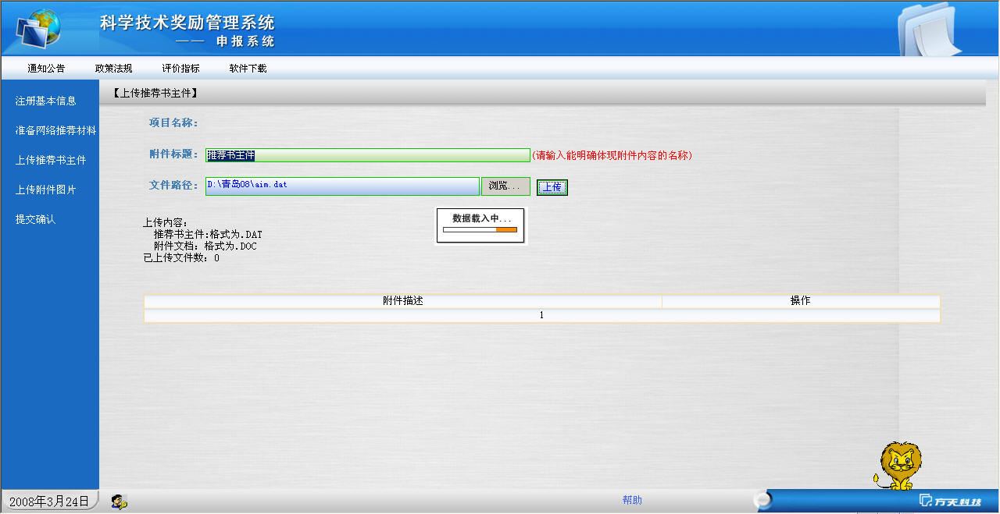 科学技术奖励管理系统
—— 申报系统
通知公告 政策法规 评价指标 软件下载
注册基本信息
准备网络推荐材料
上传推荐书主件
上传附件图片
提交确认
【上传推荐书主件】
项目名称:
附件标题: 推荐书主件 (请输入能明确体现附件内容的名称)
文件路径: D:\青岛08\aim.dat 浏览... 上传
数据载入中...
上传内容:
推荐书主件:格式为.DAT
附件文档: 格式为.DOC
已上传文件数: 0
附件描述 操作
1
2008年3月24日 帮助 方天科技